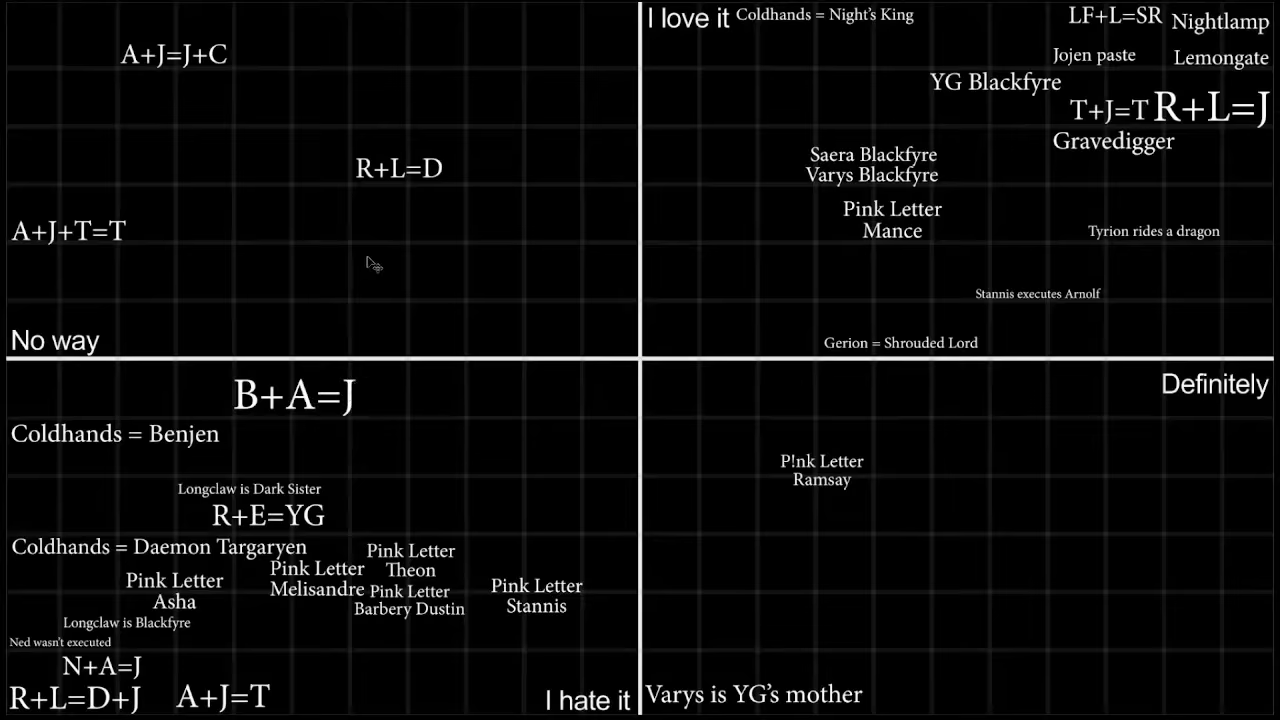 A+J=J+C
R+L=D
A+J+T=T
No way
I love it
Coldhands = Night's King
LF+L=SR
Nightlamp
Jojen paste
Lemongate
YG Blackfyre
T+J=T
R+L=J
Gravedigger
Saera Blackfyre
Varys Blackfyre
Pink Letter
Mance
Tyrion rides a dragon
Stannis executes Arnolf
Gerion = Shrouded Lord
B+A=J
Coldhands = Benjen
Longclaw is Dark Sister
R+E=YG
Coldhands = Daemon Targaryen
Pink Letter
Theon
Pink Letter
Melisandre
Pink Letter
Asha
Pink Letter
Barbery Dustin
Pink Letter
Stannis
Longclaw is Blackfyre
Ned wasn't executed
N+A=J
R+L=D+J
A+J=T
I hate it
Definitely
P!nk Letter
Ramsay
Varys is YG's mother